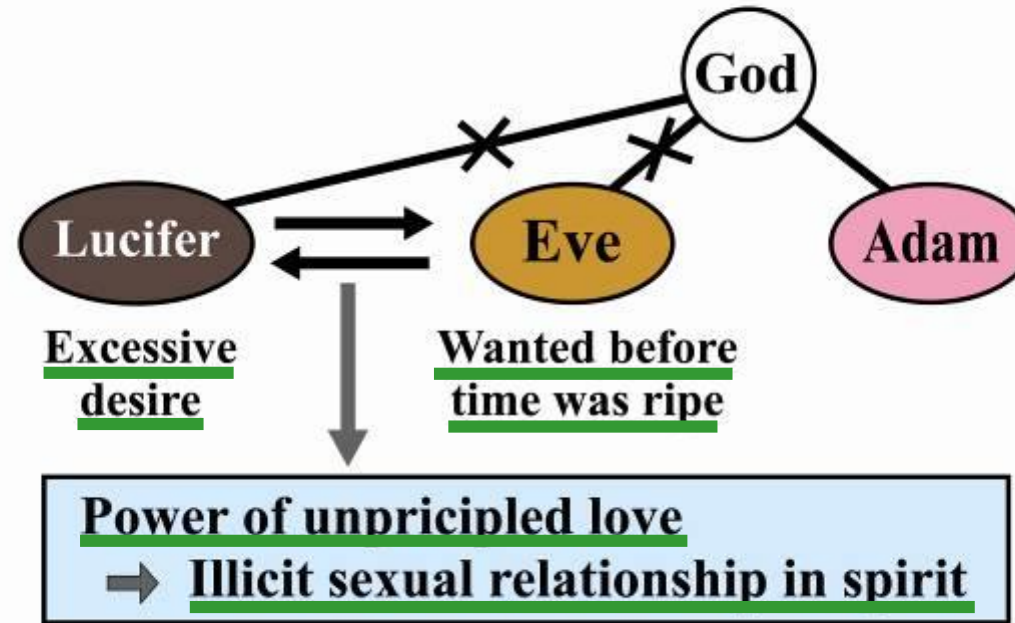 God
Lucifer
Eve
Adam
Excessive
desire
Wanted before
time was ripe
Power of unpricipled love
Illicit sexual relationship in spirit